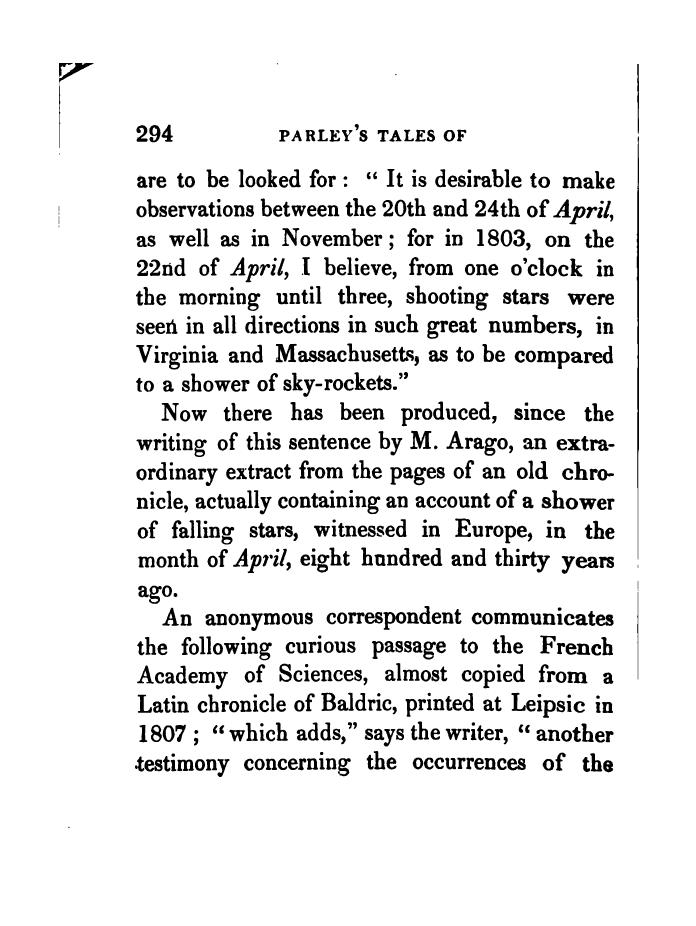 294 PARLEY'S TALES OF
are to be looked for : “ It is desirable to make
observations between the 20th and 24th of April,
as well as in November ; for in 1803, on the
22nd of April, I believe, from one o'clock in
the morning until three, shooting stars were
seen in all directions in such great numbers, in
Virginia and Massachusetts, as to be compared
to a shower of sky-rockets.”
Now there has been produced, since the
writing of this sentence by M. Arago, an extra-
ordinary extract from the pages of an old chro-
nicle, actually containing an account of a shower
of falling stars, witnessed in Europe, in the
month of April, eight hundred and thirty years
ago.
An anonymous correspondent communicates
the following curious passage to the French
Academy of Sciences, almost copied from a
Latin chronicle of Baldric, printed at Leipsic in
1807 ; “ which adds,” says the writer, “ another
testimony concerning the occurrences of the